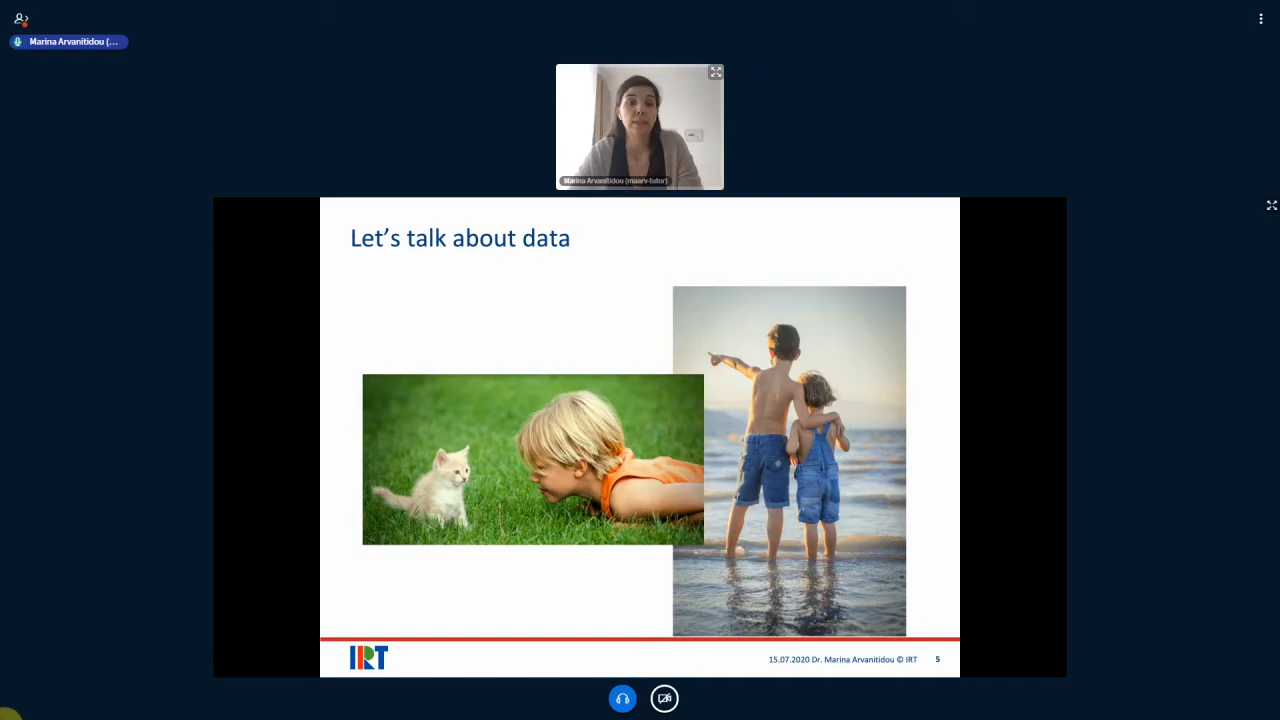 Marina Arvanitidou (...
Marina Arvanitidou (maarv-tutor)
Let's talk about data
IRT
15.07.2020 Dr. Marina Arvanitidou © IRT 5